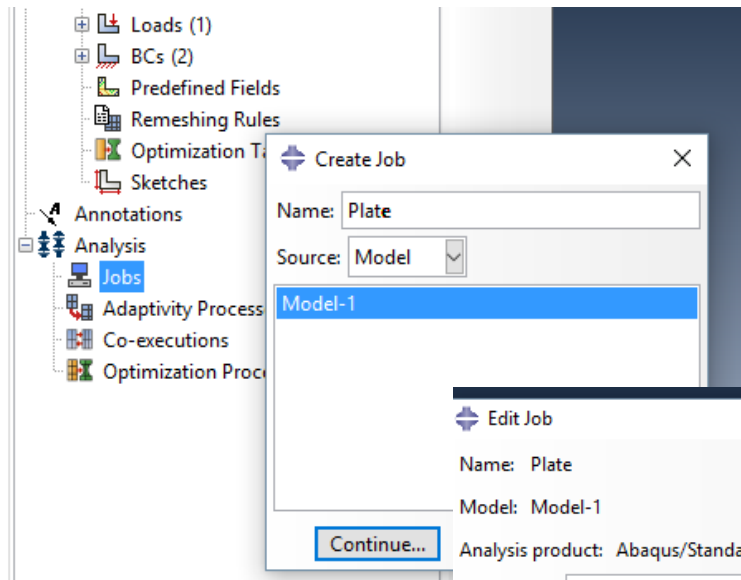 Loads (1)
BCs (2)
Predefined Fields
Remeshing Rules
Optimization Ta
Sketches
Annotations
Analysis
Jobs
Adaptivity Process
Co-executions
Optimization Proc
Create Job
Name: Plate
Source: Model
Model-1
Continue...
Edit Job
Name: Plate
Model: Model-1
Analysis product: Abaqus/Standa